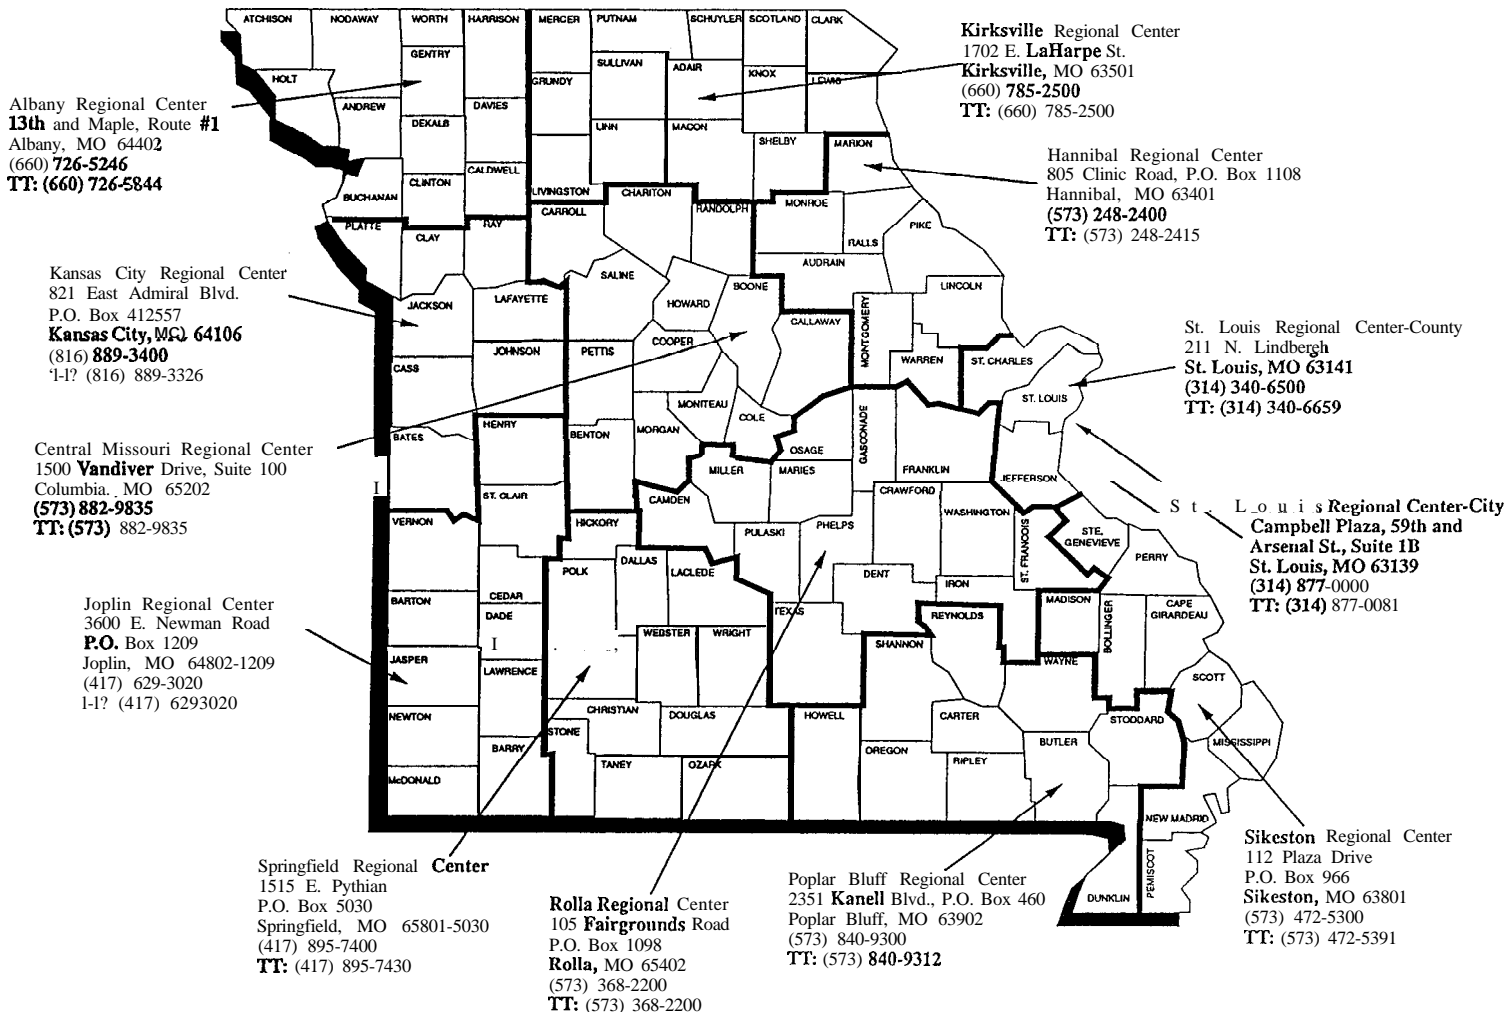 ATCHISON
NODAWAY
WORTH
HARRISON
MERGER
PUTNAM
SCHUYLER
SCOTLAND
CLARK
GENTRY
HOLT
SULLIVAN
ADAIR
KNOX
LEWIS
GRUNDY
ANDREW
DAVIES
DEKALB
LINN
MACON
SHELBY
MARION
CALDWELL
CLINTON
BUCHANAN
LIVINGSTON
CHARITON
CARROLL
RANDOLPH
MONROE
PLATTE
CLAY
RAY
RALLS
PIKE
AUDRAIN
SALINE
BOONE
LINCOLN
JACKSON
LAFAYETTE
HOWARD
CALLAWAY
MONTGOMERY
COOPER
JOHNSON
PETTIS
WARREN
ST. CHARLES
CASS
MONITEAU
COLE
ST. LOUIS
HENRY
BATES
BENTON
MORGAN
OSAGE
GASCONADE
MILLER
MARIES
FRANKLIN
JEFFERSON
ST. CLAIR
CAMDEN
CRAWFORD
WASHINGTON
VERNON
HICKORY
PULASKI
PHELPS
ST. FRANCOIS
STE.
GENEVIEVE
PERRY
POLK
DALLAS
LACLEDE
DENT
IRON
BARTON
CEDAR
DADE
TEXAS
REYNOLDS
MADISON
BOLLINGER
CAPE
GIRARDEAU
WEBSTER
WRIGHT
SHANNON
JASPER
LAWRENCE
WAYNE
SCOTT
NEWTON
CHRISTIAN
DOUGLAS
HOWELL
CARTER
STODDARD
STONE
BARRY
OREGON
BUTLER
MISSISSIPPI
TANEY
OZARK
RIPLEY
McDONALD
NEW MADRID
PEMISCOT
DUNKLIN
Albany Regional Center
13th and Maple, Route #1
Albany, MO 64402
(660) 726-5246
TT: (660) 726-5844
Kirksville Regional Center
1702 E. LaHarpe St.
Kirksville, MO 63501
(660) 785-2500
TT: (660) 785-2500
Hannibal Regional Center
805 Clinic Road, P.O. Box 1108
Hannibal, MO 63401
(573) 248-2400
TT: (573) 248-2415
Kansas City Regional Center
821 East Admiral Blvd.
P.O. Box 412557
Kansas City, MO 64106
(816) 889-3400
'l-l? (816) 889-3326
St. Louis Regional Center-County
211 N. Lindbergh
St. Louis, MO 63141
(314) 340-6500
TT: (314) 340-6659
Central Missouri Regional Center
1500 Vandiver Drive, Suite 100
Columbia. . MO 65202
(573) 882-9835
TT: (573) 882-9835
St. Louis Regional Center-City
Campbell Plaza, 59th and
Arsenal St., Suite 1B
St. Louis, MO 63139
(314) 877-0000
TT: (314) 877-0081
Joplin Regional Center
3600 E. Newman Road
P.O. Box 1209
Joplin, MO 64802-1209
(417) 629-3020
l-l? (417) 6293020
I
I
Springfield Regional Center
1515 E. Pythian
P.O. Box 5030
Springfield, MO 65801-5030
(417) 895-7400
TT: (417) 895-7430
Rolla Regional Center
105 Fairgrounds Road
P.O. Box 1098
Rolla, MO 65402
(573) 368-2200
TT: (573) 368-2200
Poplar Bluff Regional Center
2351 Kanell Blvd., P.O. Box 460
Poplar Bluff, MO 63902
(573) 840-9300
TT: (573) 840-9312
Sikeston Regional Center
112 Plaza Drive
P.O. Box 966
Sikeston, MO 63801
(573) 472-5300
TT: (573) 472-5391